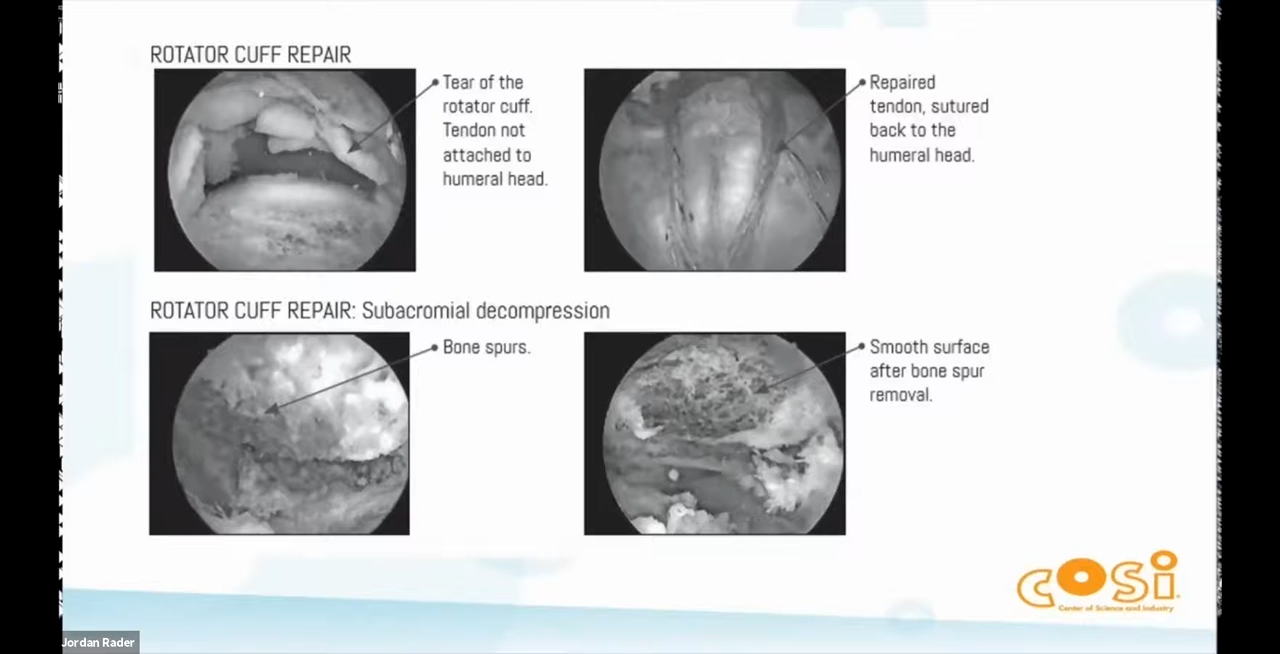 ROTATOR CUFF REPAIR
Tear of the
rotator cuff.
Tendon not
attached to
humeral head.
Repaired
tendon, sutured
back to the
humeral head.
ROTATOR CUFF REPAIR: Subacromial decompression
Bone spurs.
Smooth surface
after bone spur
removal.
COSI
Center of Science and Industry
Jordan Rader